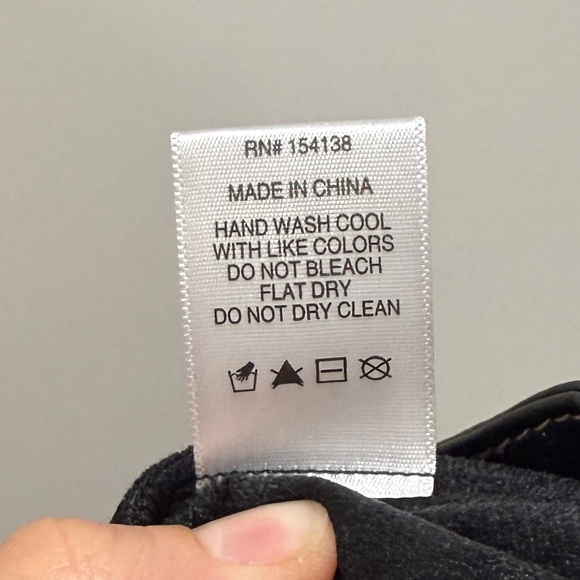 RN# 154138
MADE IN CHINA
HAND WASH COOL
WITH LIKE COLORS
DO NOT BLEACH
FLAT DRY
DO NOT DRY CLEAN